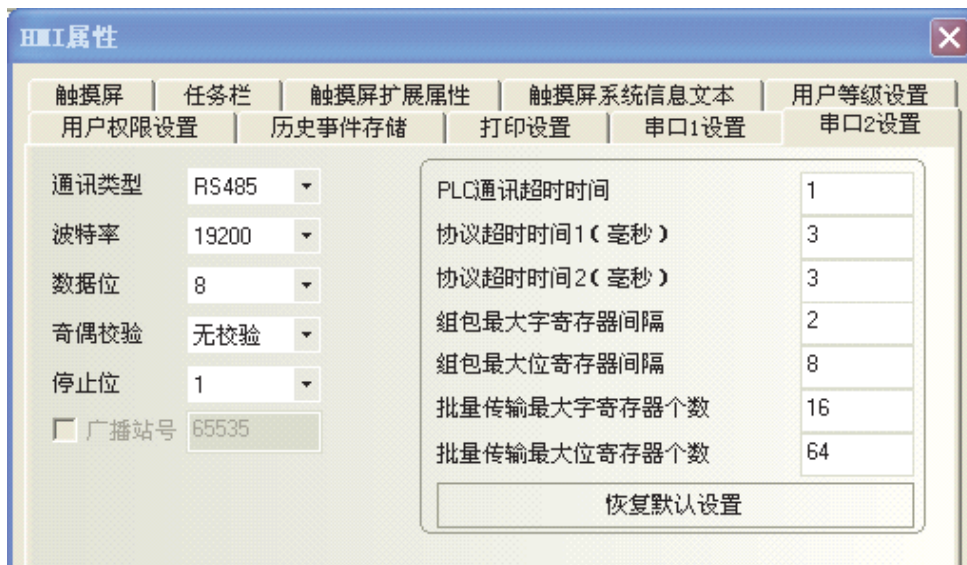 HMI属性
触摸屏 任务栏 触摸屏扩展属性 触摸屏系统信息文本 用户等级设置
用户权限设置 历史事件存储 打印设置 串口1设置 串口2设置
通讯类型 RS485
波特率 19200
数据位 8
奇偶校验 无校验
停止位 1
广播站号 65535
PLC通讯超时时间 1
协议超时时间1(毫秒) 3
协议超时时间2(毫秒) 3
组包最大字寄存器间隔 2
组包最大位寄存器间隔 8
批量传输最大字寄存器个数 16
批量传输最大位寄存器个数 64
恢复默认设置